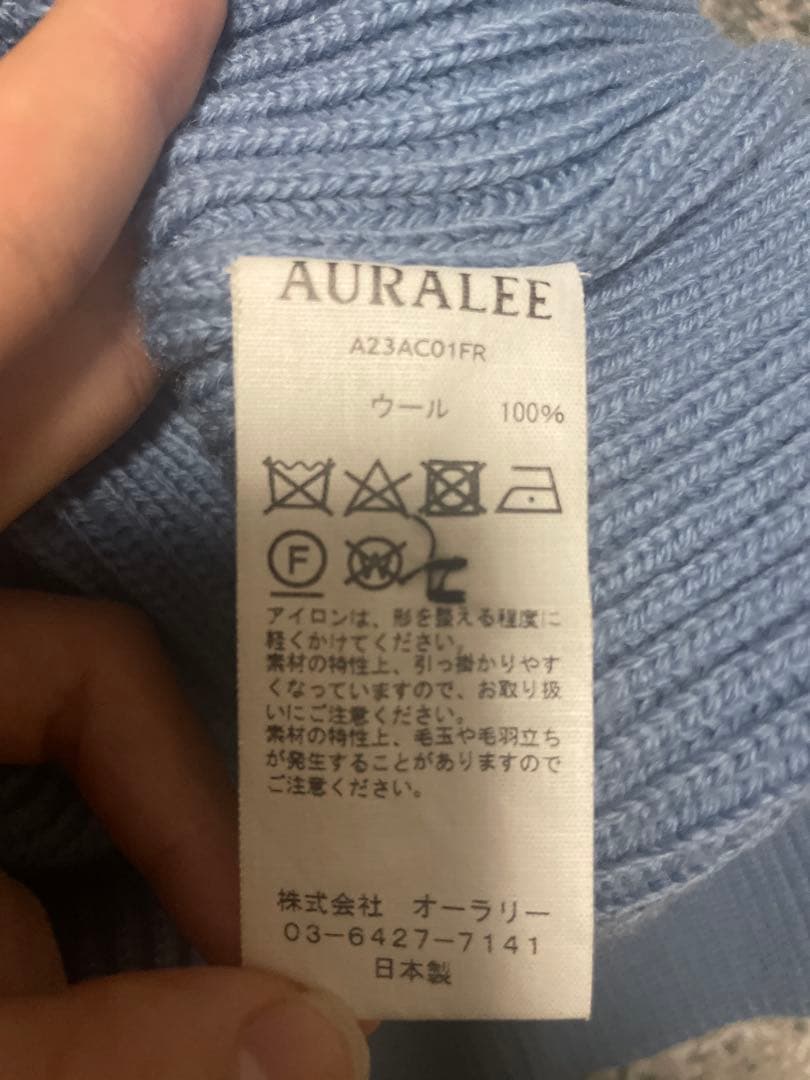 AURALEE
A23AC01FR
ウール 100%
F W
アイロンは、形を整える程度に
軽くかけてください。
素材の特性上、引っ掛かりやす
くなっていますので、お取り扱
いにご注意ください。
素材の特性上、毛玉や毛羽立ち
が発生することがありますので
ご注意ください。
株式会社 オーラリー
03-6427-7141
日本製